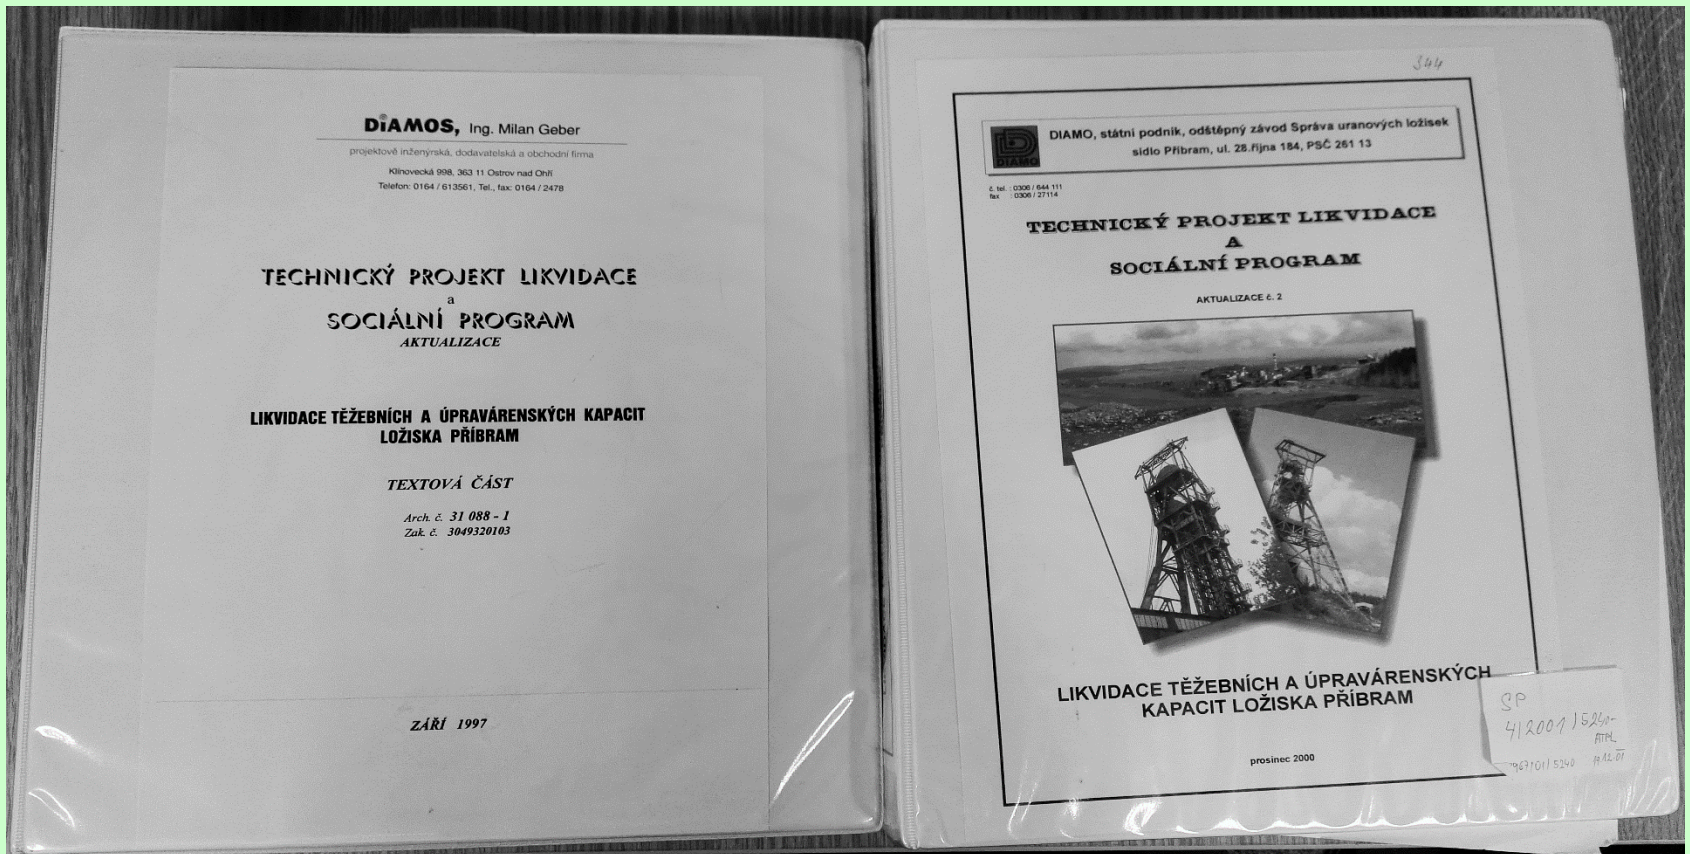 DiAMOS, Ing. Milan Geber
projektově inženýrská, dodavatelská a obchodní firma
Klínovecká 998, 363 11 Ostrov nad Ohří
Telefon: 0164 / 613561, Tel., fax: 0164 / 2478
TECHNICKÝ PROJEKT LIKVIDACE
a
SOCIÁLNÍ PROGRAM
AKTUALIZACE
LIKVIDACE TĚŽEBNÍCH A ÚPRAVÁRENSKÝCH KAPACIT
LOŽISKA PŘÍBRAM
TEXTOVÁ ČÁST
Arch. č. 31 088 - 1
Zak. č. 3049320103
ZÁŘÍ 1997
344
DIAMO
DIAMO, státní podnik, odštěpný závod Správa uranových ložisek
sídlo Příbram, ul. 28.října 184, PSČ 261 13
č. tel. : 0306 / 644 111
fax : 0306 / 27114
TECHNICKÝ PROJEKT LIKVIDACE
A
SOCIÁLNÍ PROGRAM
AKTUALIZACE č. 2
LIKVIDACE TĚŽEBNÍCH A ÚPRAVÁRENSKÝCH
KAPACIT LOŽISKA PŘÍBRAM
prosinec 2000
SP
4/2001/5240-